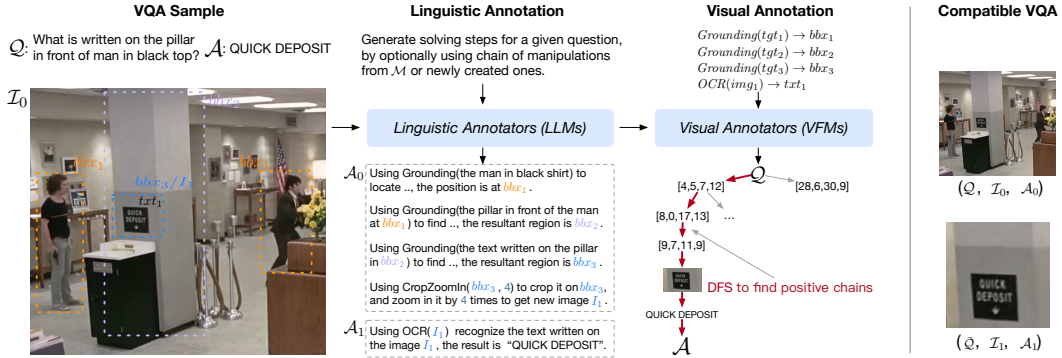 VQA Sample
Linguistic Annotation
Visual Annotation
Compatible VQA
Q: What is written on the pillar
in front of man in black top?
A: QUICK DEPOSIT
I₀
bbx₂
bbx₁
bbx₁
bbx₃/I₁
txt₁
QUICK
DEPOSIT
Generate solving steps for a given question,
by optionally using chain of manipulations
from M or newly created ones.
Linguistic Annotators (LLMs)
A₀
Using Grounding(the man in black shirt) to
locate .., the position is at bbx₁.
Using Grounding(the pillar in front of the man
at bbx₁) to find .., the resultant region is bbx₂.
Using Grounding(the text written on the pillar
in bbx₂) to find .., the resultant region is bbx₃.
Using CropZoomIn(bbx₃, 4) to crop it on bbx₃,
and zoom in it by 4 times to get new image I₁.
A₁
Using OCR(I₁) recognize the text written on
the image I₁, the result is "QUICK DEPOSIT".
Grounding(tgt₁) → bbx₁
Grounding(tgt₂) → bbx₂
Grounding(tgt₃) → bbx₃
OCR(img₁) → txt₁
Visual Annotators (VFMs)
Q
[4,5,7,12]
[28,6,30,9]
[8,0,17,13]
...
[9,7,11,9]
DFS to find positive chains
QUICK DEPOSIT
A
(Q, I₀, A₀)
QUICK
DEPOSIT
(Q̄, I₁, A₁)